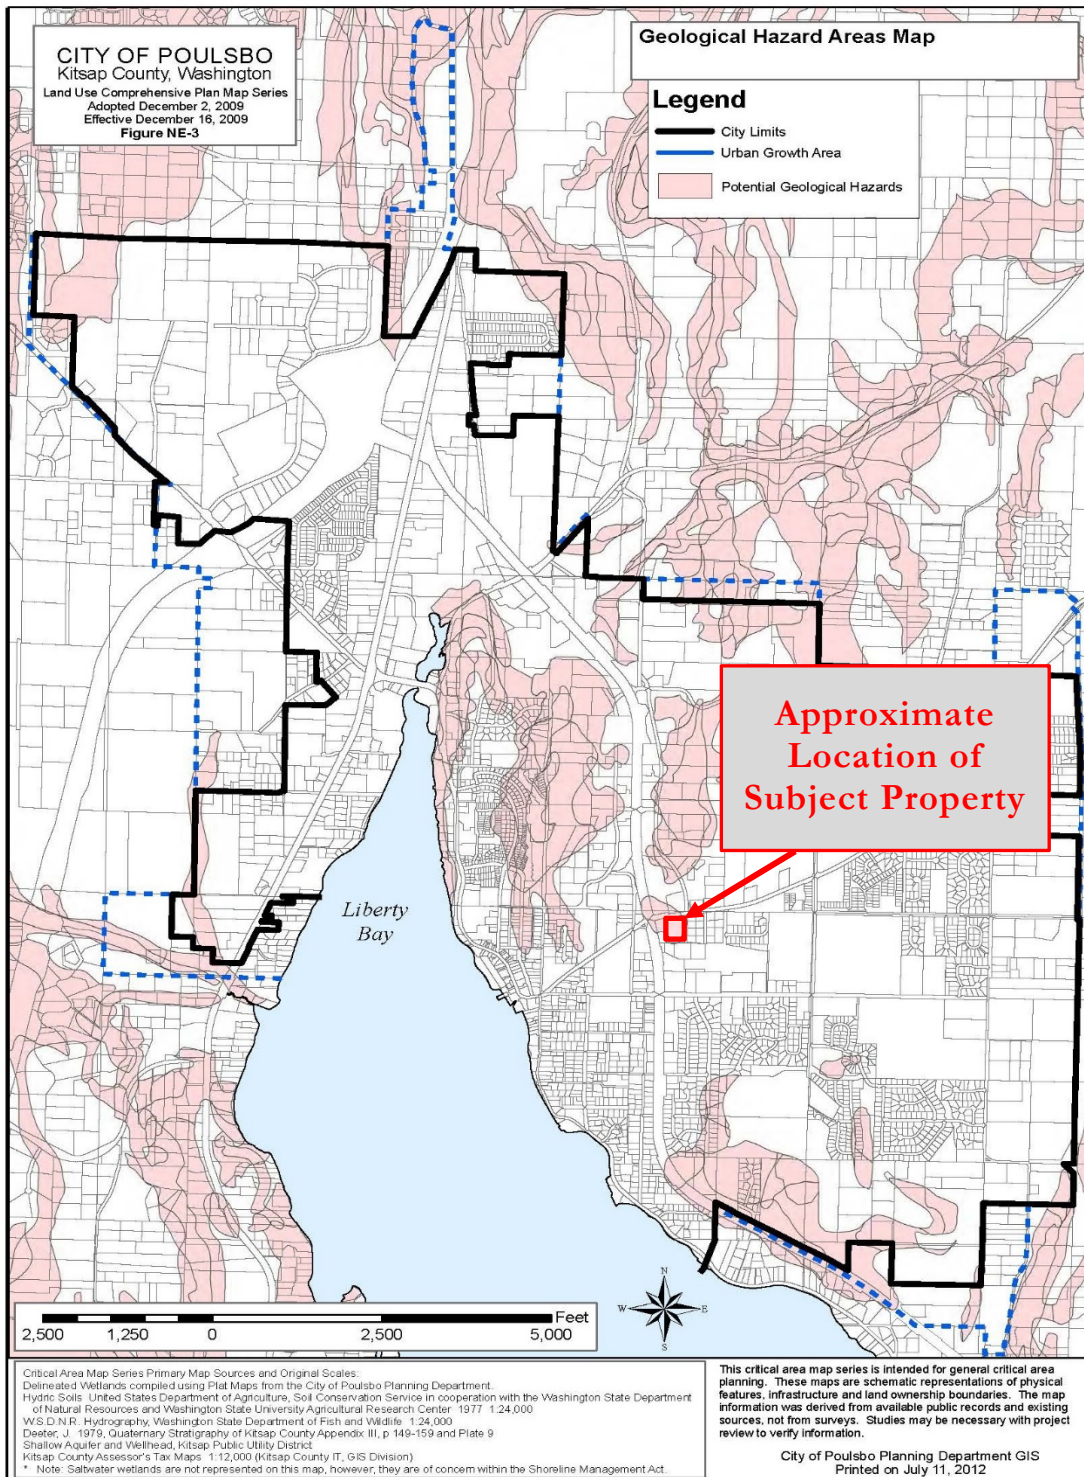 CITY OF POULSBO
Kitsap County, Washington
Land Use Comprehensive Plan Map Series
Adopted December 2, 2009
Effective December 16, 2009
Figure NE-3
Geological Hazard Areas Map
Legend
City Limits
Urban Growth Area
Potential Geological Hazards
Approximate
Location of
Subject Property
Liberty
Bay
N
W E
S
Feet
2,500 1,250 0 2,500 5,000
Critical Area Map Series Primary Map Sources and Original Scales:
Delineated Wetlands compiled using Plat Maps from the City of Poulsbo Planning Department.
Hydric Soils United States Department of Agriculture, Soil Conservation Service in cooperation with the Washington State Department
of Natural Resources and Washington State University Agricultural Research Center 1977 1:24,000
W.S.D.N.R. Hydrography, Washington State Department of Fish and Wildlife 1:24,000
Deeter, J. 1979, Quaternary Stratigraphy of Kitsap County Appendix III, p 149-159 and Plate 9
Shallow Aquifer and Wellhead, Kitsap Public Utility District
Kitsap County Assessor's Tax Maps 1:12,000 (Kitsap County IT, GIS Division)
* Note: Saltwater wetlands are not represented on this map, however, they are of concern within the Shoreline Management Act.
This critical area map series is intended for general critical area
planning. These maps are schematic representations of physical
features, infrastructure and land ownership boundaries. The map
information was derived from available public records and existing
sources, not from surveys. Studies may be necessary with project
review to verify information.
City of Poulsbo Planning Department GIS
Printed on July 11, 2012